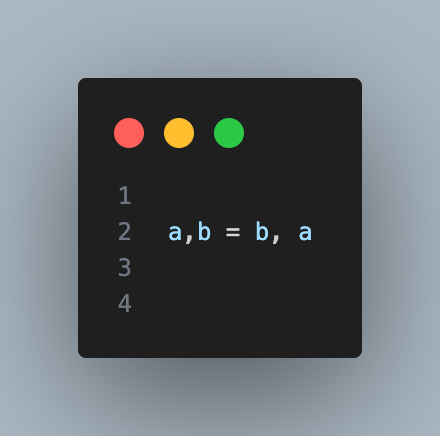 1
2 a,b = b, a
3
4